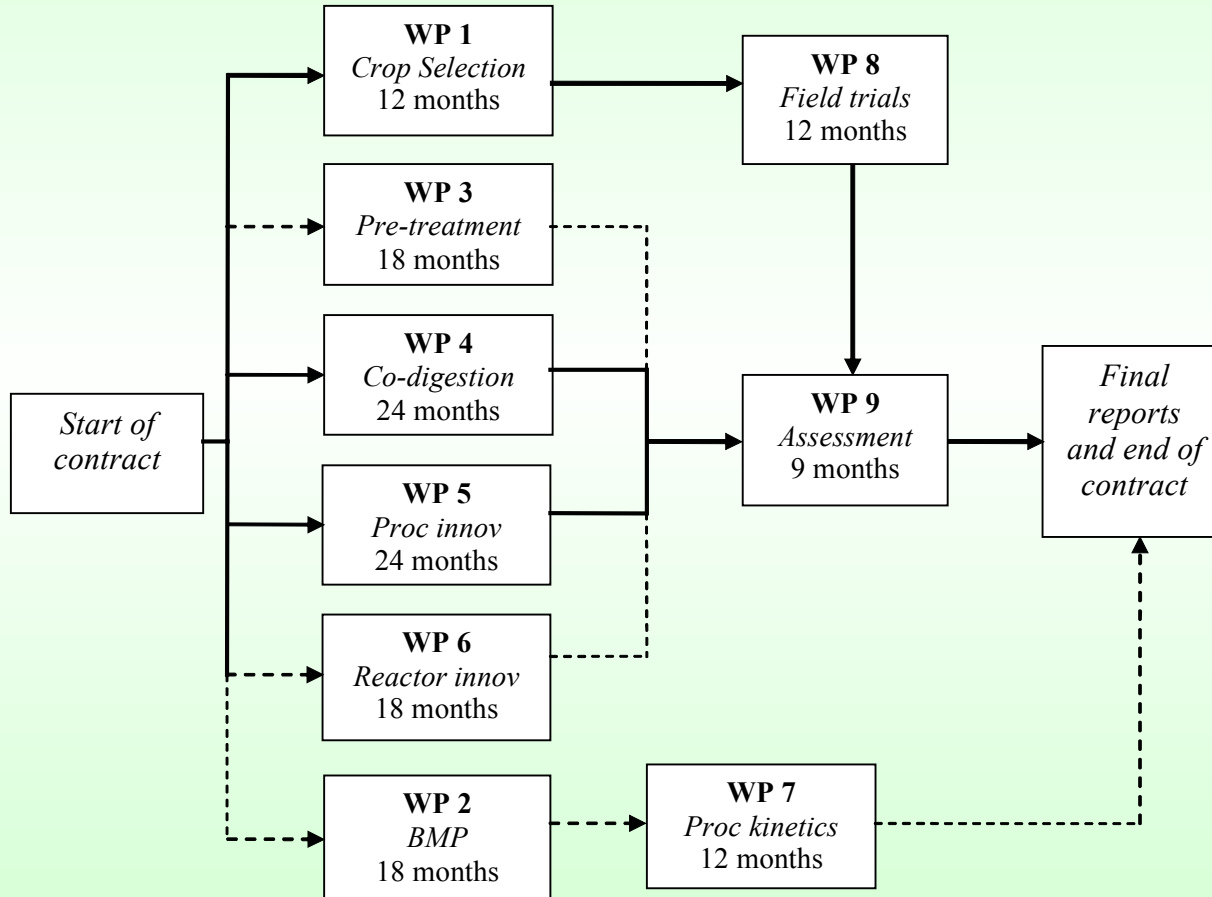 WP 1
Crop Selection
12 months
WP 8
Field trials
12 months
WP 3
Pre-treatment
18 months
WP 4
Co-digestion
24 months
Start of
contract
WP 9
Assessment
9 months
Final
reports
and end of
contract
WP 5
Proc innov
24 months
WP 6
Reactor innov
18 months
WP 2
BMP
18 months
WP 7
Proc kinetics
12 months